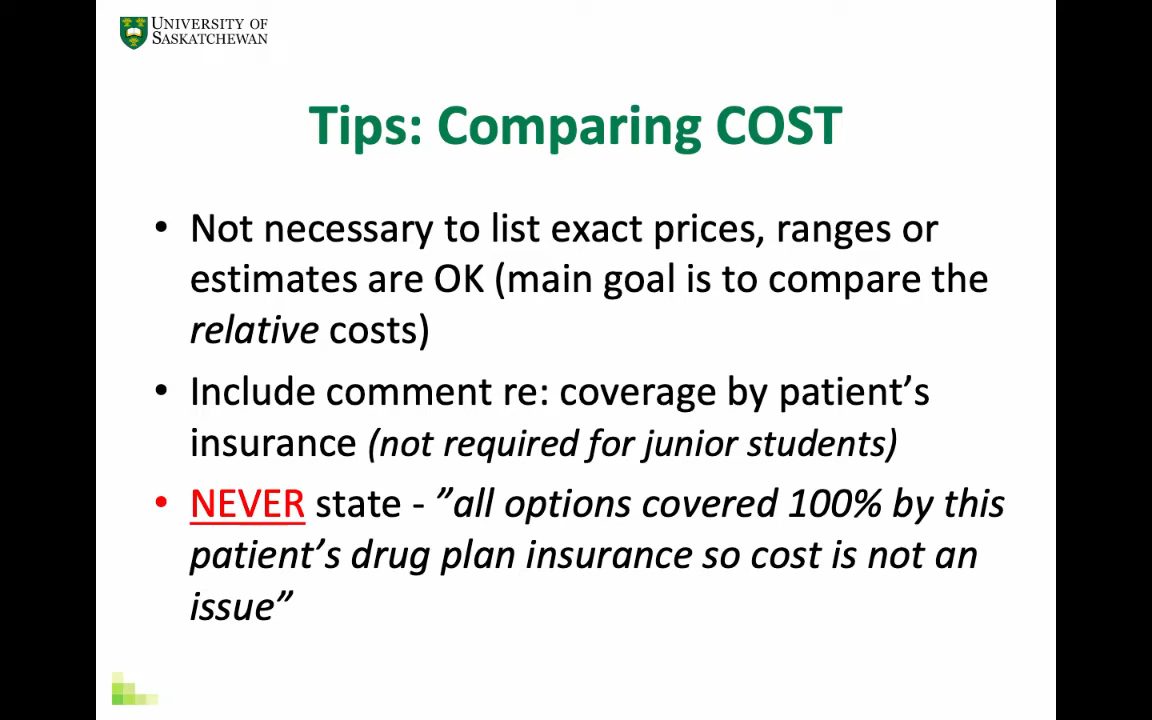 UNIVERSITY OF
SASKATCHEWAN
Tips: Comparing COST
• Not necessary to list exact prices, ranges or
estimates are OK (main goal is to compare the
relative costs)
• Include comment re: coverage by patient’s
insurance (not required for junior students)
• NEVER state - ”all options covered 100% by this
patient’s drug plan insurance so cost is not an
issue”